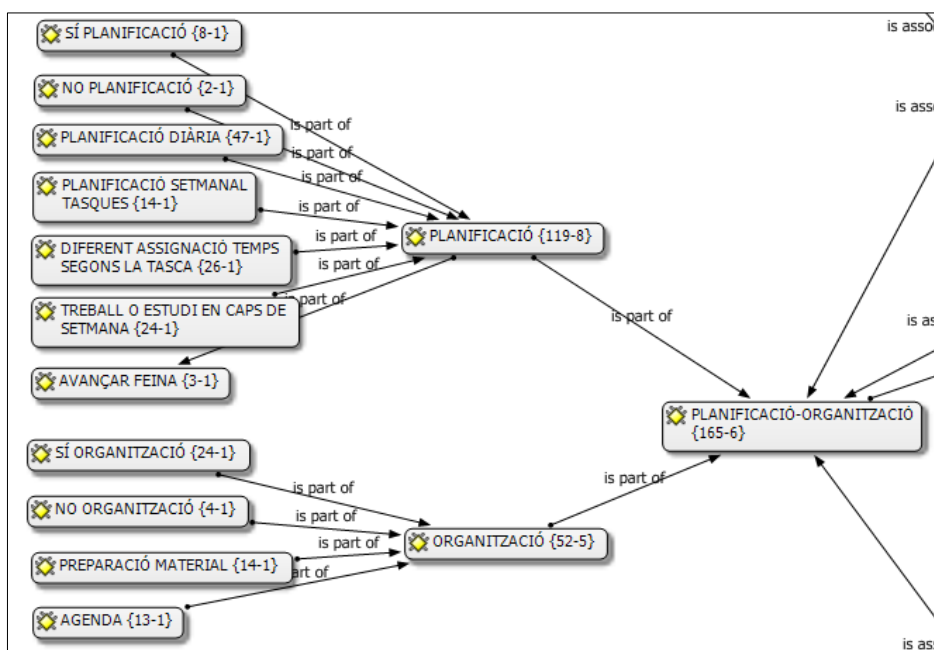 is asso
SÍ PLANIFICACIÓ {8-1}
NO PLANIFICACIÓ {2-1}
is asso
is part of
PLANIFICACIÓ DIÀRIA {47-1}
is part of
is part of
PLANIFICACIÓ SETMANAL
TASQUES {14-1}
is part of
DIFERENT ASSIGNACIÓ TEMPS
SEGONS LA TASCA {26-1}
is part of
PLANIFICACIÓ {119-8}
is part of
is part of
TREBALL O ESTUDI EN CAPS DE
SETMANA {24-1}
is part of
is as
AVANÇAR FEINA {3-1}
PLANIFICACIÓ-ORGANITZACIÓ
{165-6}
SÍ ORGANITZACIÓ {24-1}
is part of
is part of
NO ORGANITZACIÓ {4-1}
is part of
is part of
ORGANITZACIÓ {52-5}
PREPARACIÓ MATERIAL {14-1}
art of
AGENDA {13-1}
is as